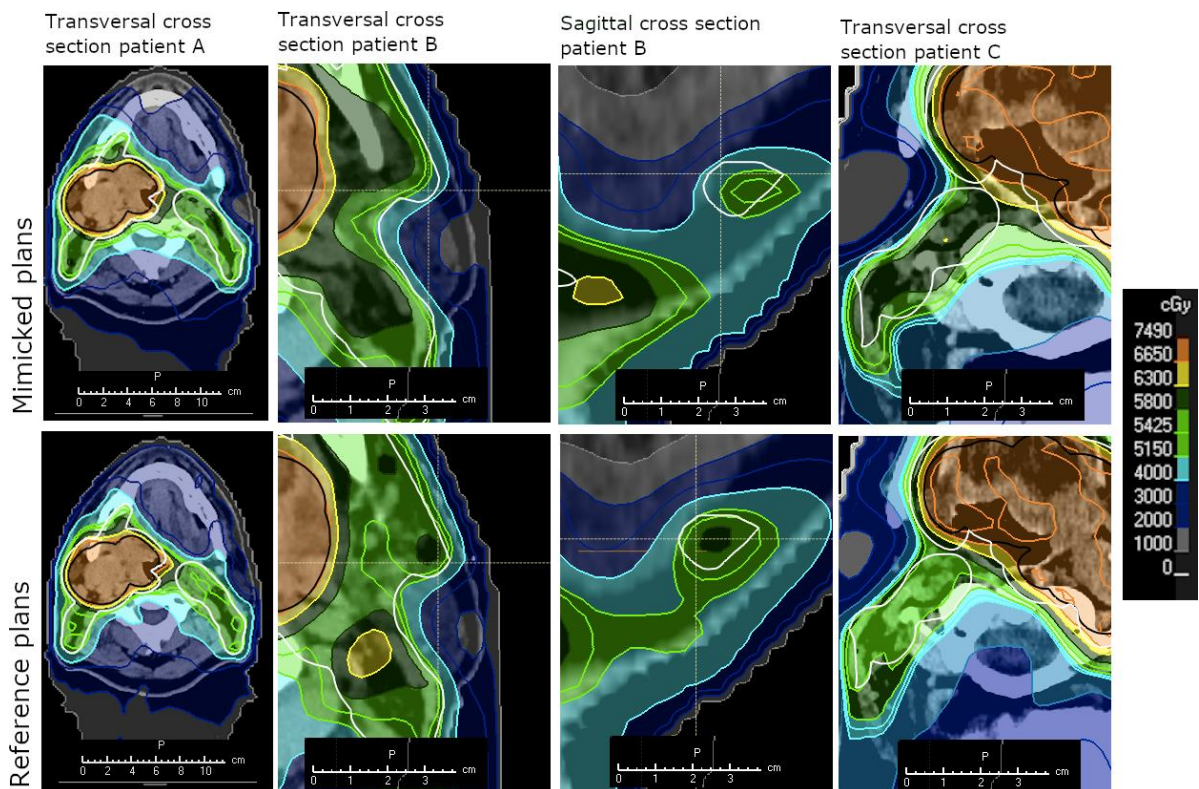 Transversal cross
section patient A
Transversal cross
section patient B
Sagittal cross section
patient B
Transversal cross
section patient C
Mimicked plans
P
0 2 4 6 8 10 cm
P
0 1 2 3 cm
P
0 1 2 3 cm
P
0 1 2 3 cm
cGy
7490
6650
6300
5800
5425
5150
4000
3000
2000
1000
0
Reference plans
P
0 2 4 6 8 10 cm
P
0 1 2 3 cm
P
0 1 2 3 cm
P
0 1 2 3 cm